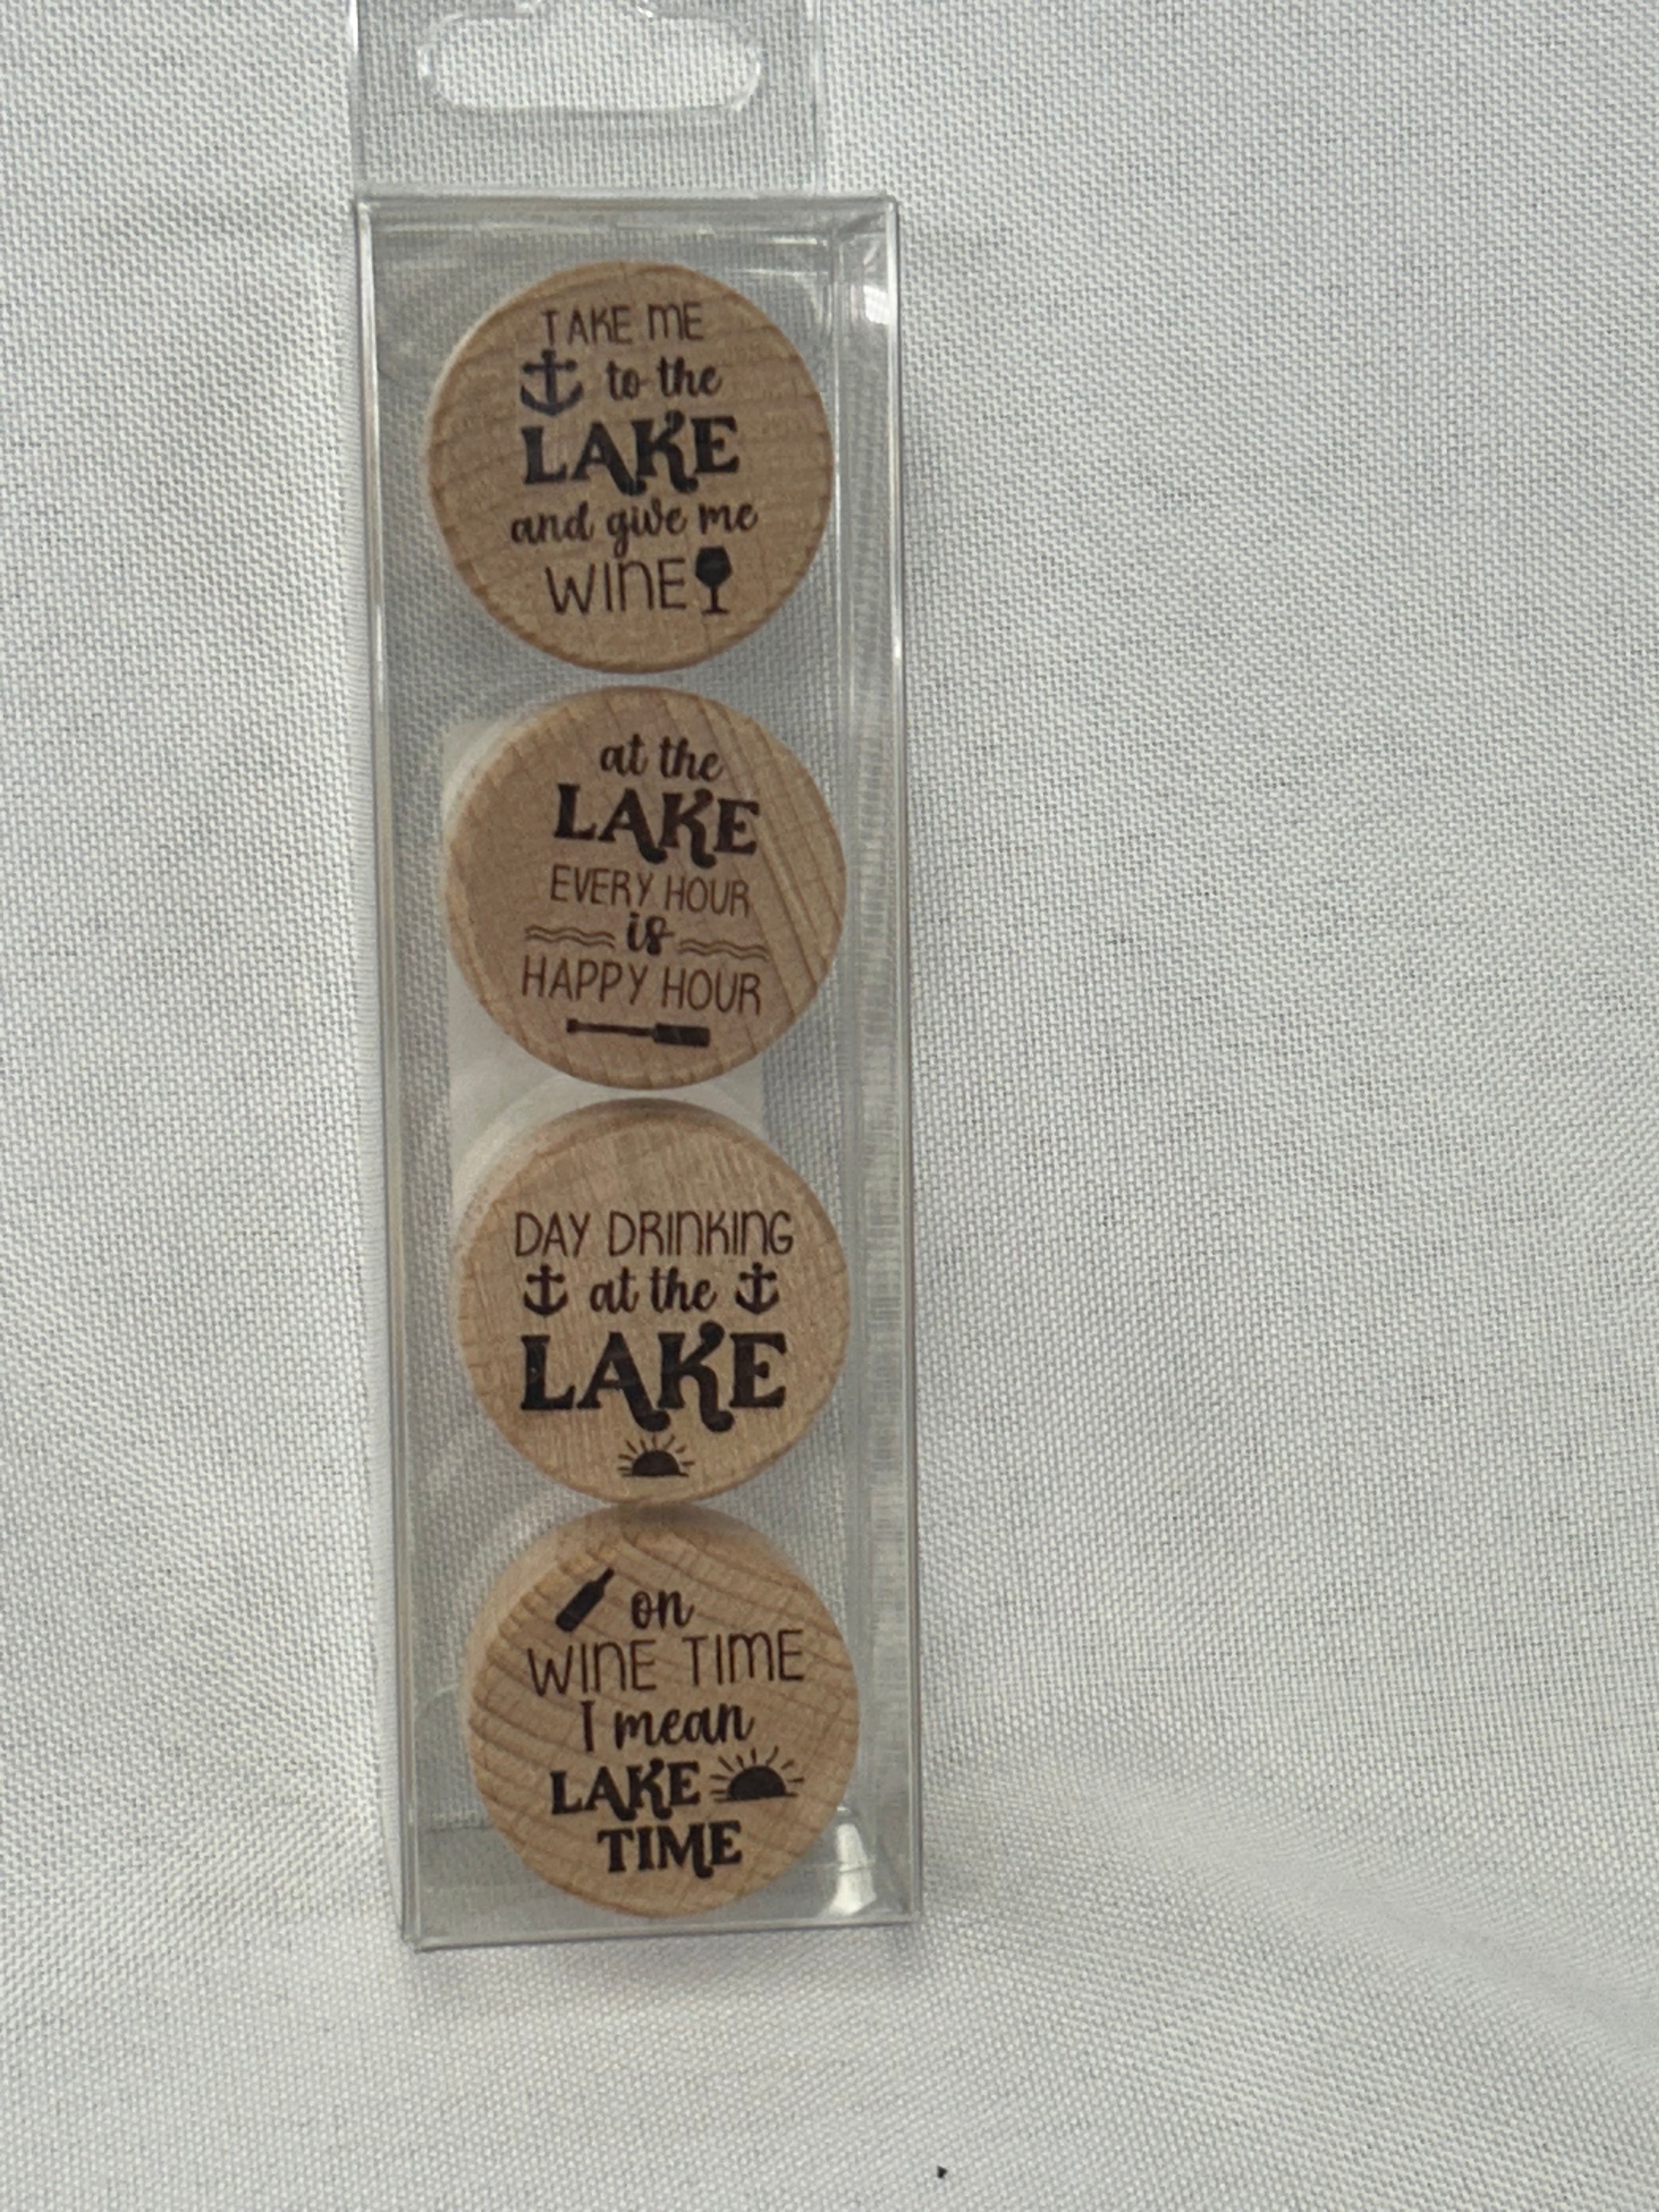 TAKE ME
to the
LAKE
and give me
WINE
at the
LAKE
EVERY HOUR
is
HAPPY HOUR
DAY DRINKING
at the
LAKE
on
WINE TIME
I mean
LAKE
TIME